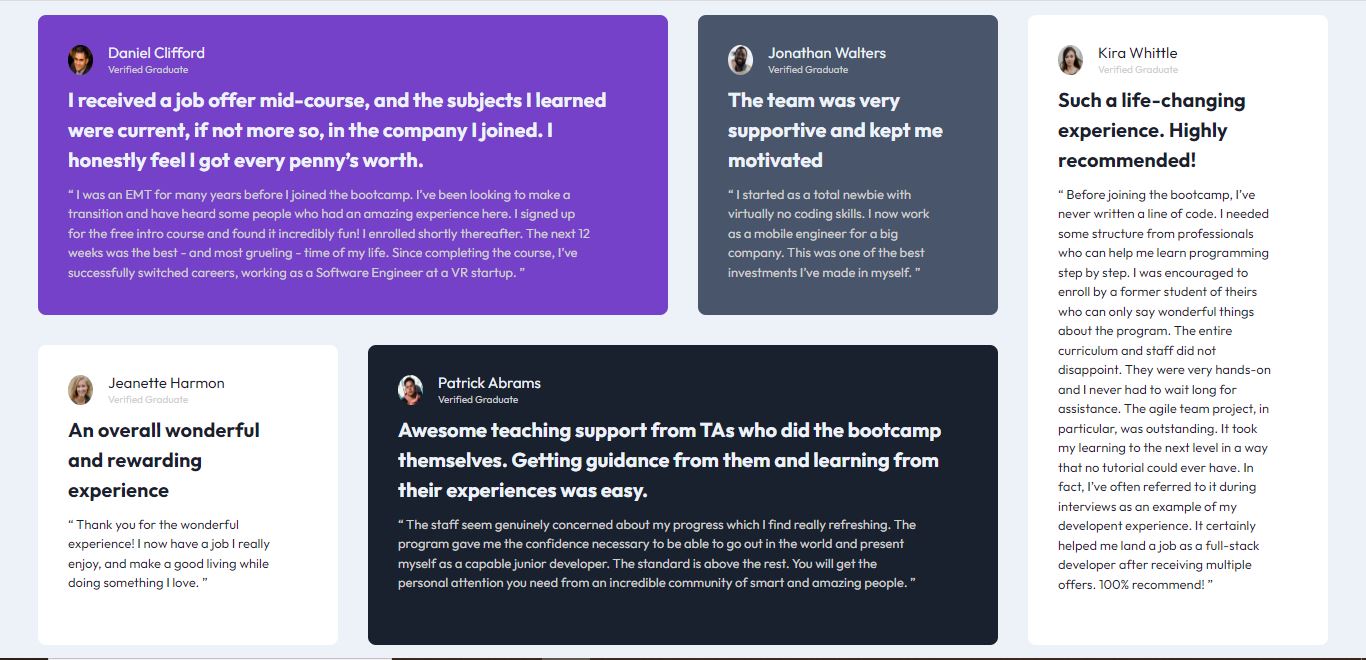 Daniel Clifford
Verified Graduate
I received a job offer mid-course, and the subjects I learned
were current, if not more so, in the company I joined. I
honestly feel I got every penny’s worth.
“ I was an EMT for many years before I joined the bootcamp. I’ve been looking to make a
transition and have heard some people who had an amazing experience here. I signed up
for the free intro course and found it incredibly fun! I enrolled shortly thereafter. The next 12
weeks was the best - and most grueling - time of my life. Since completing the course, I’ve
successfully switched careers, working as a Software Engineer at a VR startup. ”
Jonathan Walters
Verified Graduate
The team was very
supportive and kept me
motivated
“ I started as a total newbie with
virtually no coding skills. I now work
as a mobile engineer for a big
company. This was one of the best
investments I’ve made in myself. ”
Kira Whittle
Verified Graduate
Such a life-changing
experience. Highly
recommended!
“ Before joining the bootcamp, I’ve
never written a line of code. I needed
some structure from professionals
who can help me learn programming
step by step. I was encouraged to
enroll by a former student of theirs
who can only say wonderful things
about the program. The entire
curriculum and staff did not
disappoint. They were very hands-on
and I never had to wait long for
assistance. The agile team project, in
particular, was outstanding. It took
my learning to the next level in a way
that no tutorial could ever have. In
fact, I’ve often referred to it during
interviews as an example of my
developent experience. It certainly
helped me land a job as a full-stack
developer after receiving multiple
offers. 100% recommend! ”
Jeanette Harmon
Verified Graduate
An overall wonderful
and rewarding
experience
“ Thank you for the wonderful
experience! I now have a job I really
enjoy, and make a good living while
doing something I love. ”
Patrick Abrams
Verified Graduate
Awesome teaching support from TAs who did the bootcamp
themselves. Getting guidance from them and learning from
their experiences was easy.
“ The staff seem genuinely concerned about my progress which I find really refreshing. The
program gave me the confidence necessary to be able to go out in the world and present
myself as a capable junior developer. The standard is above the rest. You will get the
personal attention you need from an incredible community of smart and amazing people. ”